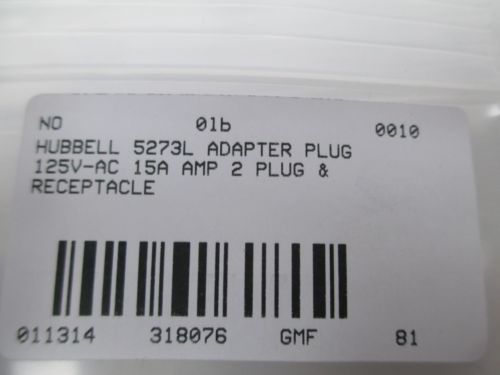 NO 01b 0010
HUBBELL 5273L ADAPTER PLUG
125V-AC 15A AMP 2 PLUG &
RECEPTACLE
011314 318076 GMF 81